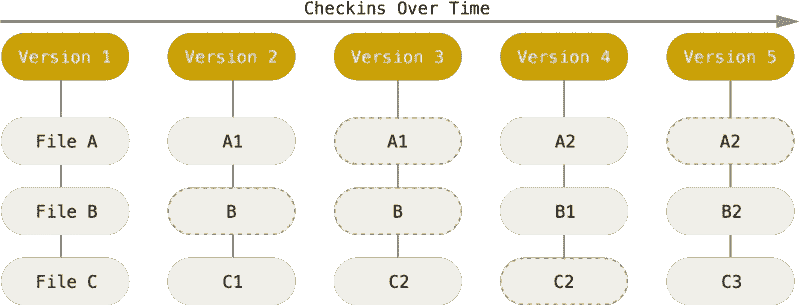 Checkins Over Time
Version 1 Version 2 Version 3 Version 4 Version 5
File A A1 A1 A2 A2
File B B B B1 B2
File C C1 C2 C2 C3